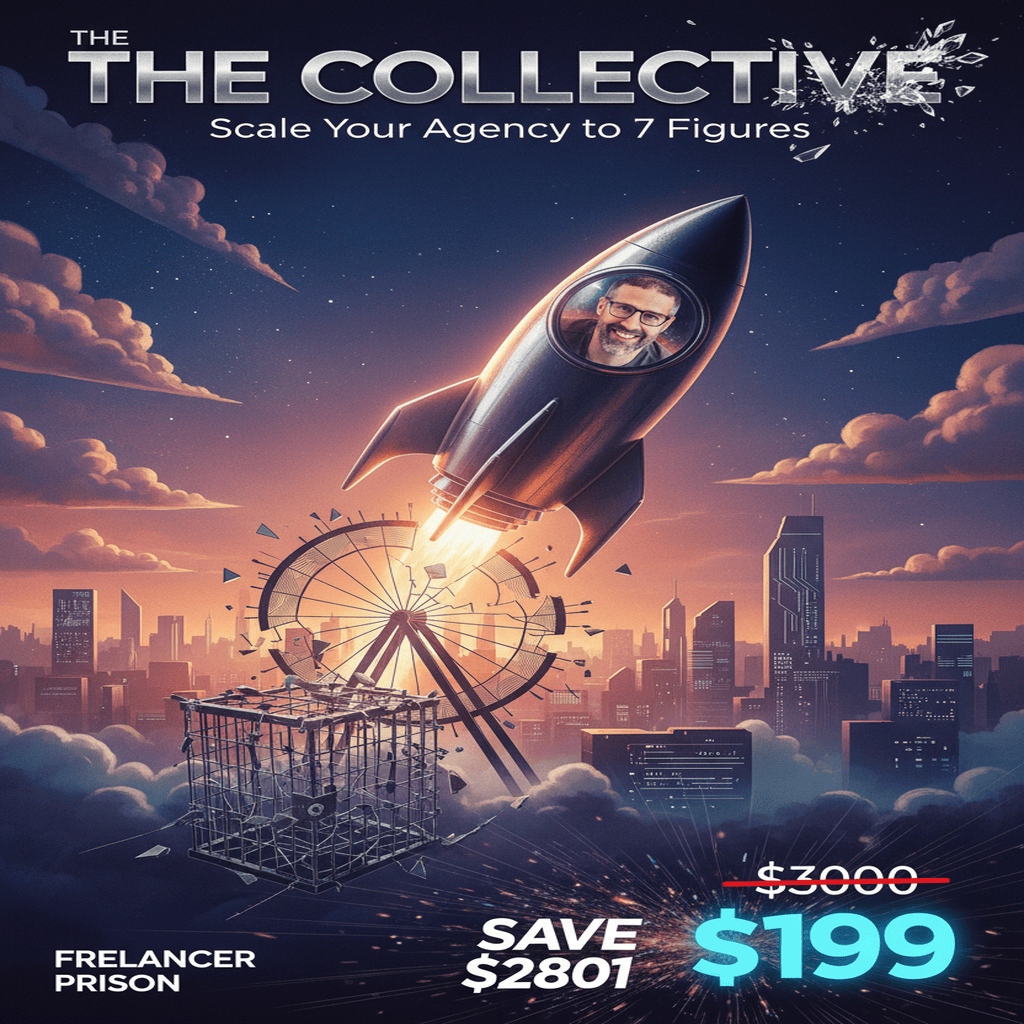 THE
THE COLLECTIVE
Scale Your Agency to 7 Figures
$3000
SAVE
$2801
$199
FRELANCER
PRISON